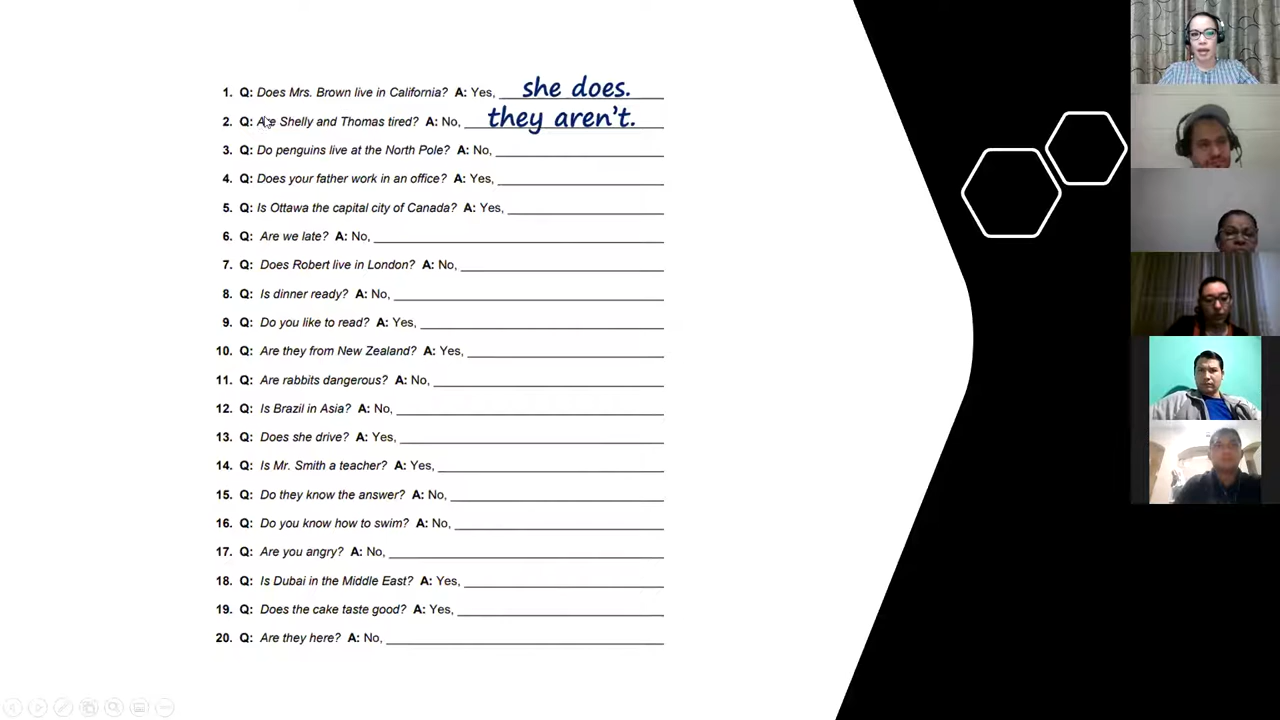 1. Q: Does Mrs. Brown live in California? A: Yes, she does.
2. Q: Are Shelly and Thomas tired? A: No, they aren't.
3. Q: Do penguins live at the North Pole? A: No,
4. Q: Does your father work in an office? A: Yes,
5. Q: Is Ottawa the capital city of Canada? A: Yes,
6. Q: Are we late? A: No,
7. Q: Does Robert live in London? A: No,
8. Q: Is dinner ready? A: No,
9. Q: Do you like to read? A: Yes,
10. Q: Are they from New Zealand? A: Yes,
11. Q: Are rabbits dangerous? A: No,
12. Q: Is Brazil in Asia? A: No,
13. Q: Does she drive? A: Yes,
14. Q: Is Mr. Smith a teacher? A: Yes,
15. Q: Do they know the answer? A: No,
16. Q: Do you know how to swim? A: No,
17. Q: Are you angry? A: No,
18. Q: Is Dubai in the Middle East? A: Yes,
19. Q: Does the cake taste good? A: Yes,
20. Q: Are they here? A: No,